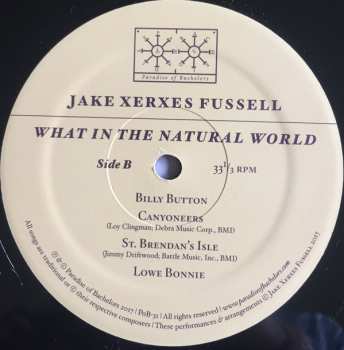 Paradise of Bachelors
JAKE XERXES FUSSELL
WHAT IN THE NATURAL WORLD
Side B
33 1/3 RPM
BILLY BUTTON
CANYONEERS
(Loy Clingman; Debra Music Corp., BMI)
ST. BRENDAN'S ISLE
(Jimmy Driftwood; Battle Music, Inc., BMI)
LOWE BONNIE
℗ & © Paradise of Bachelors 2017 / PoB-31 / All rights reserved / www.paradiseofbachelors.com
All songs are traditional or © their respective composers / These performances & arrangements © JAKE XERXES FUSSELL 2017